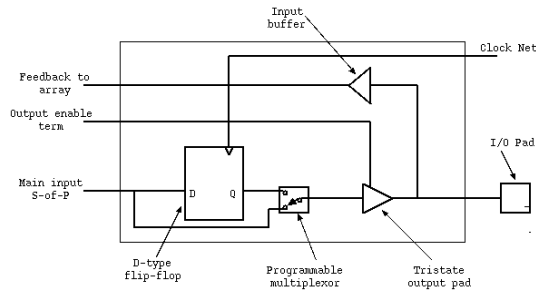 Input
buffer
Clock Net
Feedback to
array
Output enable
term
I/O Pad
Main input
S-of-P
D
Q
D-type
flip-flop
Programmable
multiplexor
Tristate
output pad